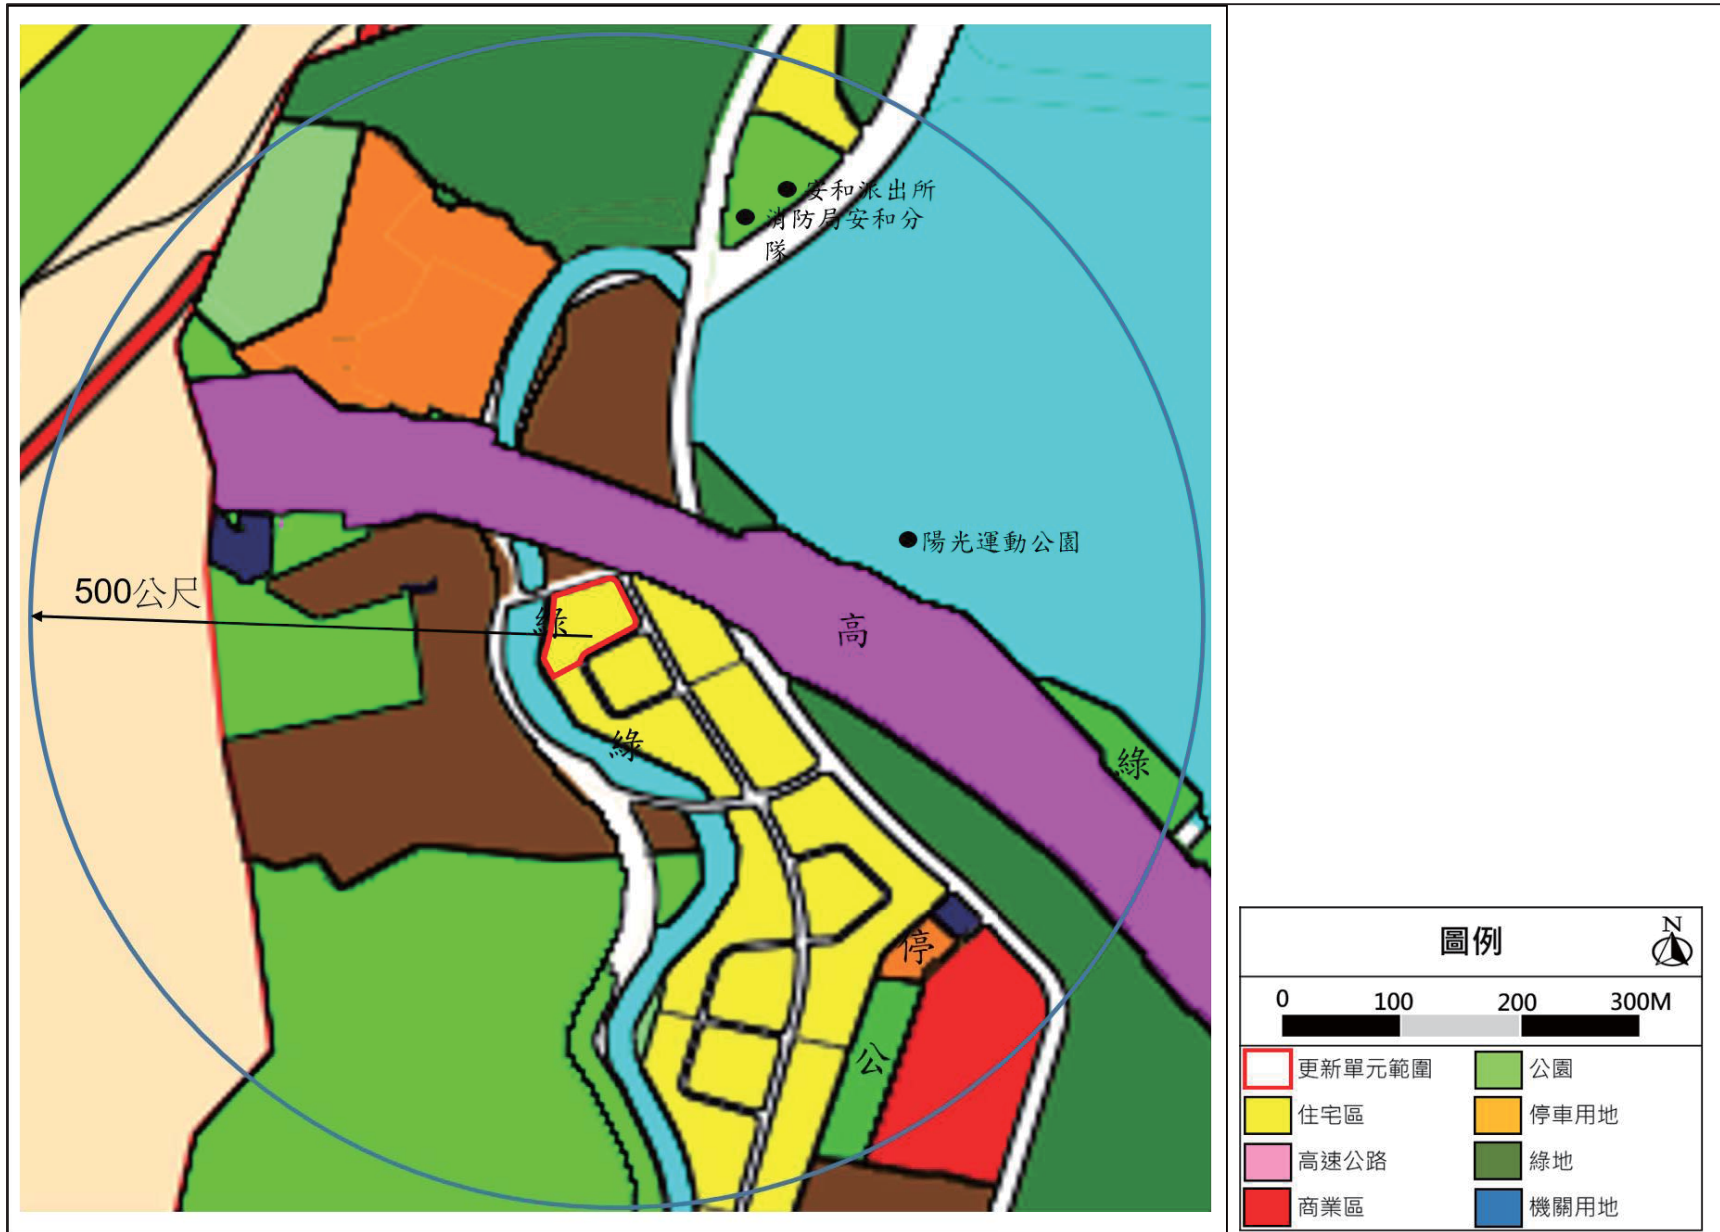 安和派出所
消防局安和分
隊
陽光運動公園
500公尺
綠
高
綠
綠
停
公
圖例
N
0 100 200 300M
更新單元範圍
公園
住宅區
停車用地
高速公路
綠地
商業區
機關用地